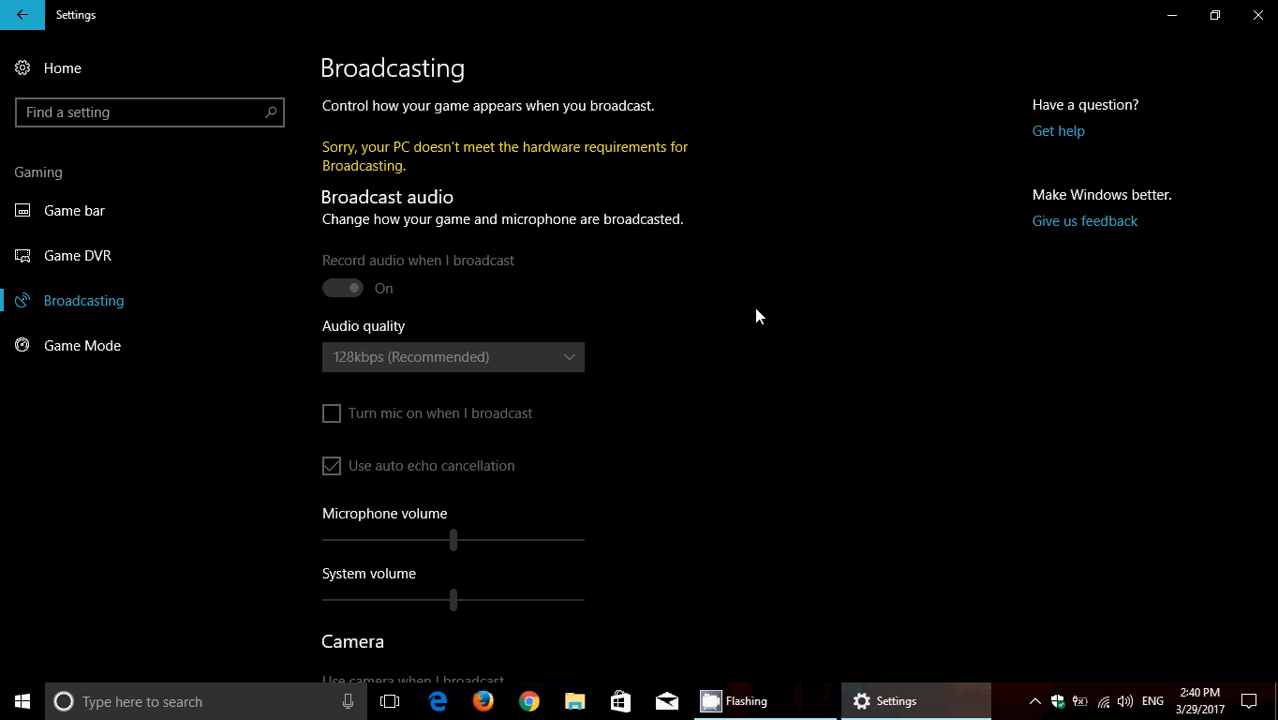 Settings
Home
Find a setting
Gaming
Game bar
Game DVR
Broadcasting
Game Mode
Broadcasting
Control how your game appears when you broadcast.
Sorry, your PC doesn't meet the hardware requirements for
Broadcasting.
Broadcast audio
Change how your game and microphone are broadcasted.
Record audio when I broadcast
On
Audio quality
128kbps (Recommended)
Turn mic on when I broadcast
Use auto echo cancellation
Microphone volume
System volume
Camera
Use camera when I broadcast
Have a question?
Get help
Make Windows better.
Give us feedback
Type here to search
Flashing
Settings
ENG
2:40 PM
3/29/2017